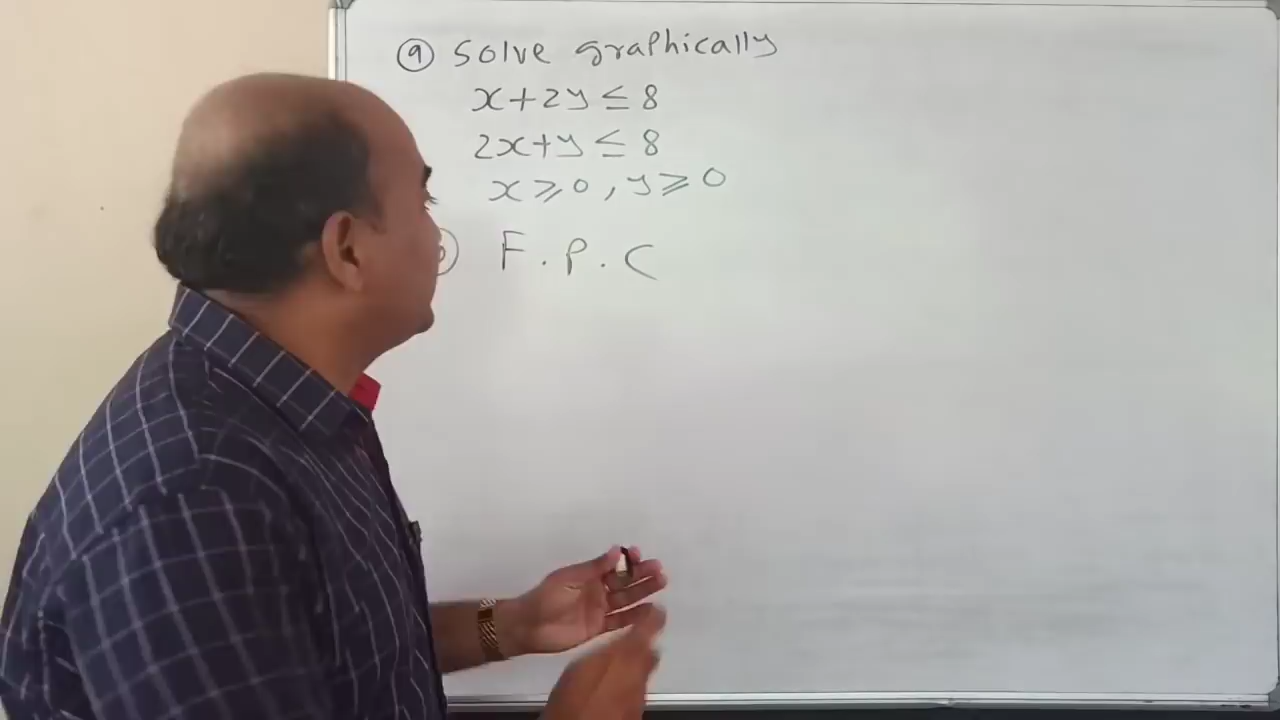 ⑨ Solve graphically
x+2y ≤ 8
2x+y ≤ 8
x ⩾ 0, y ⩾ 0
F. P. C